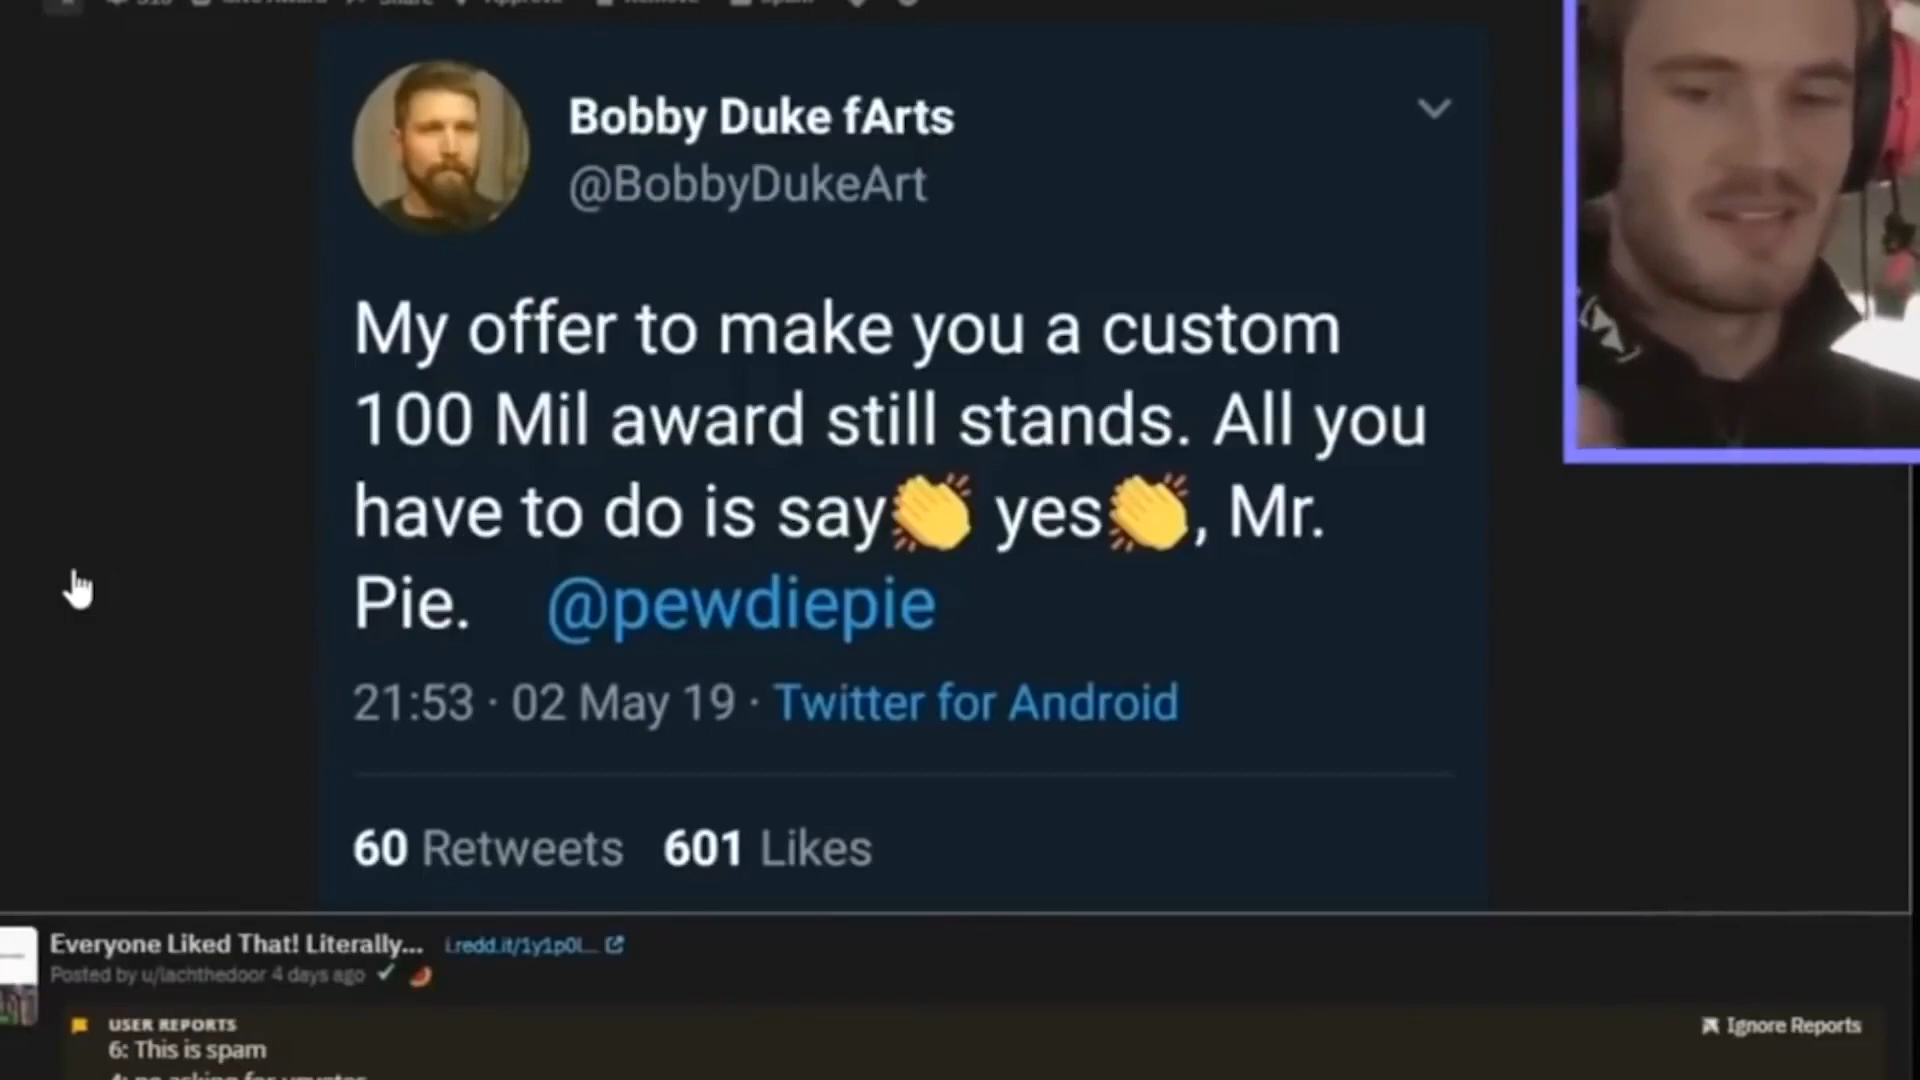 Bobby Duke fArts
@BobbyDukeArt
My offer to make you a custom
100 Mil award still stands. All you
have to do is say👏 yes👏, Mr.
Pie. @pewdiepie
21:53 · 02 May 19 · Twitter for Android
60 Retweets 601 Likes
Everyone Liked That! Literally... i.redd.it/1y1p0l...
Posted by u/lachthedoor 4 days ago
USER REPORTS
Ignore Reports
6: This is spam